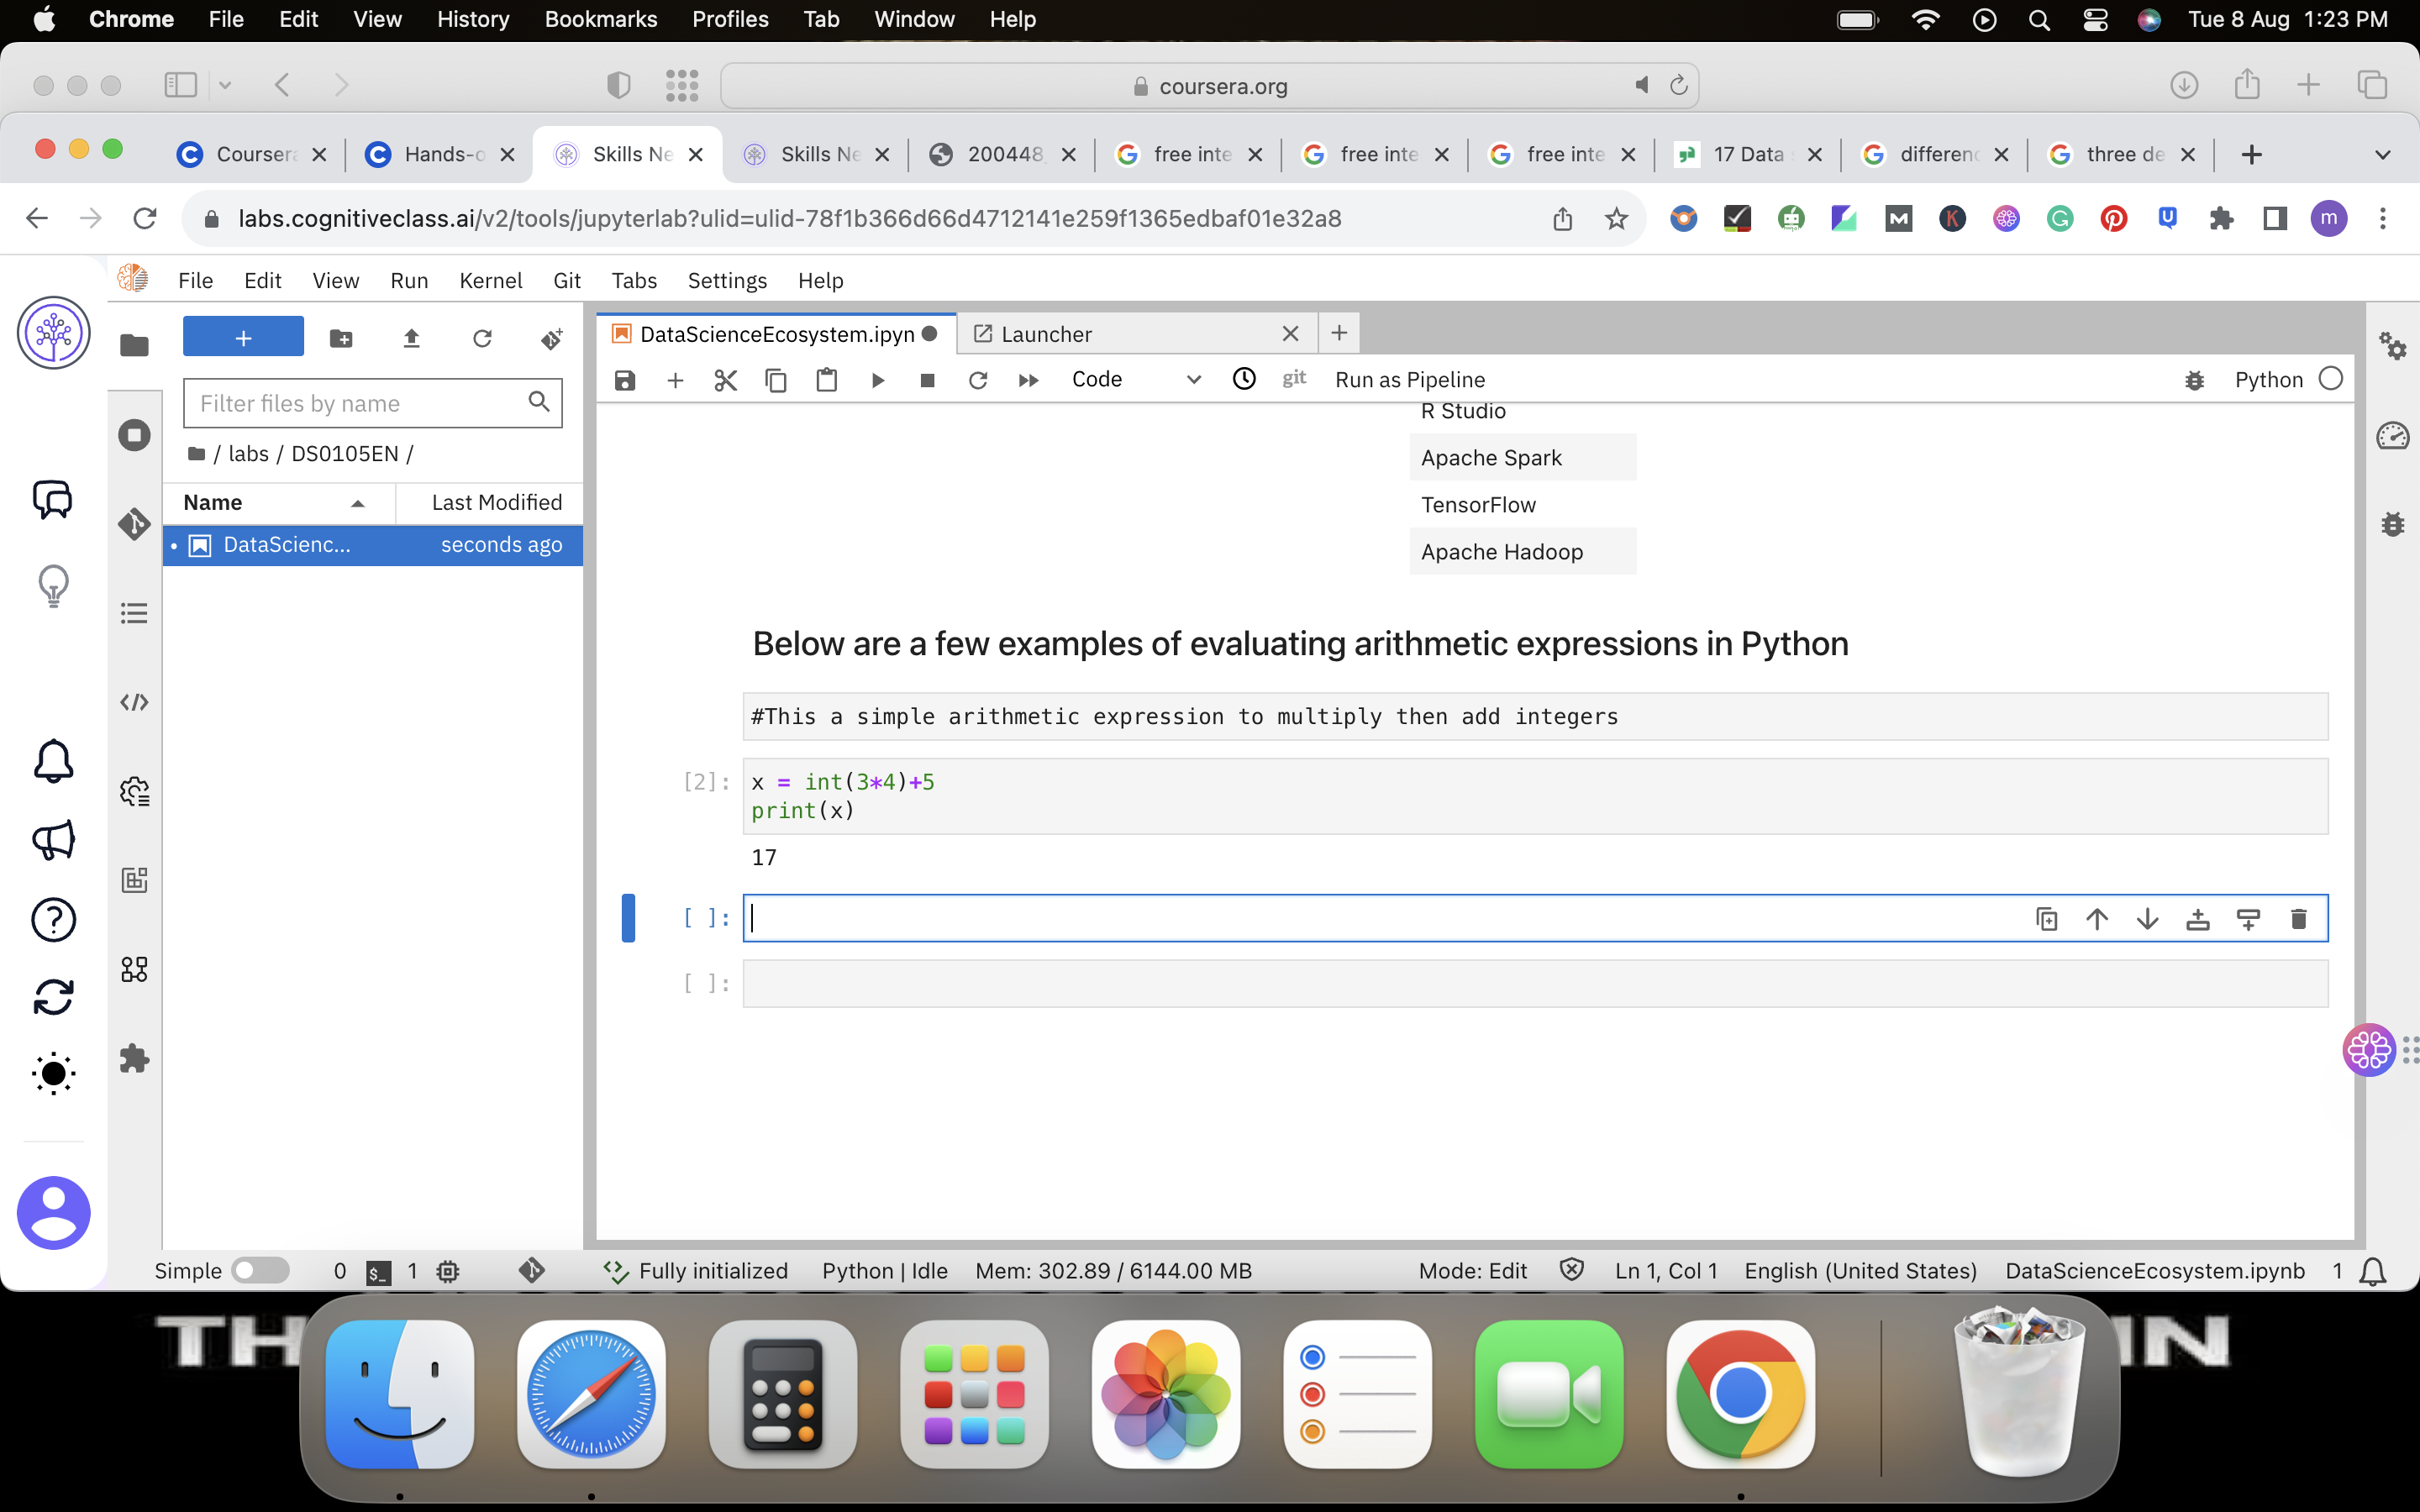 Chrome File Edit View History Bookmarks Profiles Tab Window Help Tue 8 Aug 1:23 PM
coursera.org
Coursera Hands-o Skills Ne Skills Ne 200448 free inte free inte free inte 17 Data differenc three de
labs.cognitiveclass.ai/v2/tools/jupyterlab?ulid=ulid-78f1b366d66d4712141e259f1365edbaf01e32a8 m
File Edit View Run Kernel Git Tabs Settings Help
DataScienceEcosystem.ipyn Launcher
Code git Run as Pipeline Python
Filter files by name
/ labs / DS0105EN /
Name Last Modified
DataScienc... seconds ago
R Studio
Apache Spark
TensorFlow
Apache Hadoop
Below are a few examples of evaluating arithmetic expressions in Python
#This a simple arithmetic expression to multiply then add integers
[2]: x = int(3*4)+5
print(x)
17
[ ]:
[ ]:
Simple 0 $_ 1 Fully initialized Python | Idle Mem: 302.89 / 6144.00 MB Mode: Edit Ln 1, Col 1 English (United States) DataScienceEcosystem.ipynb 1
TH IN